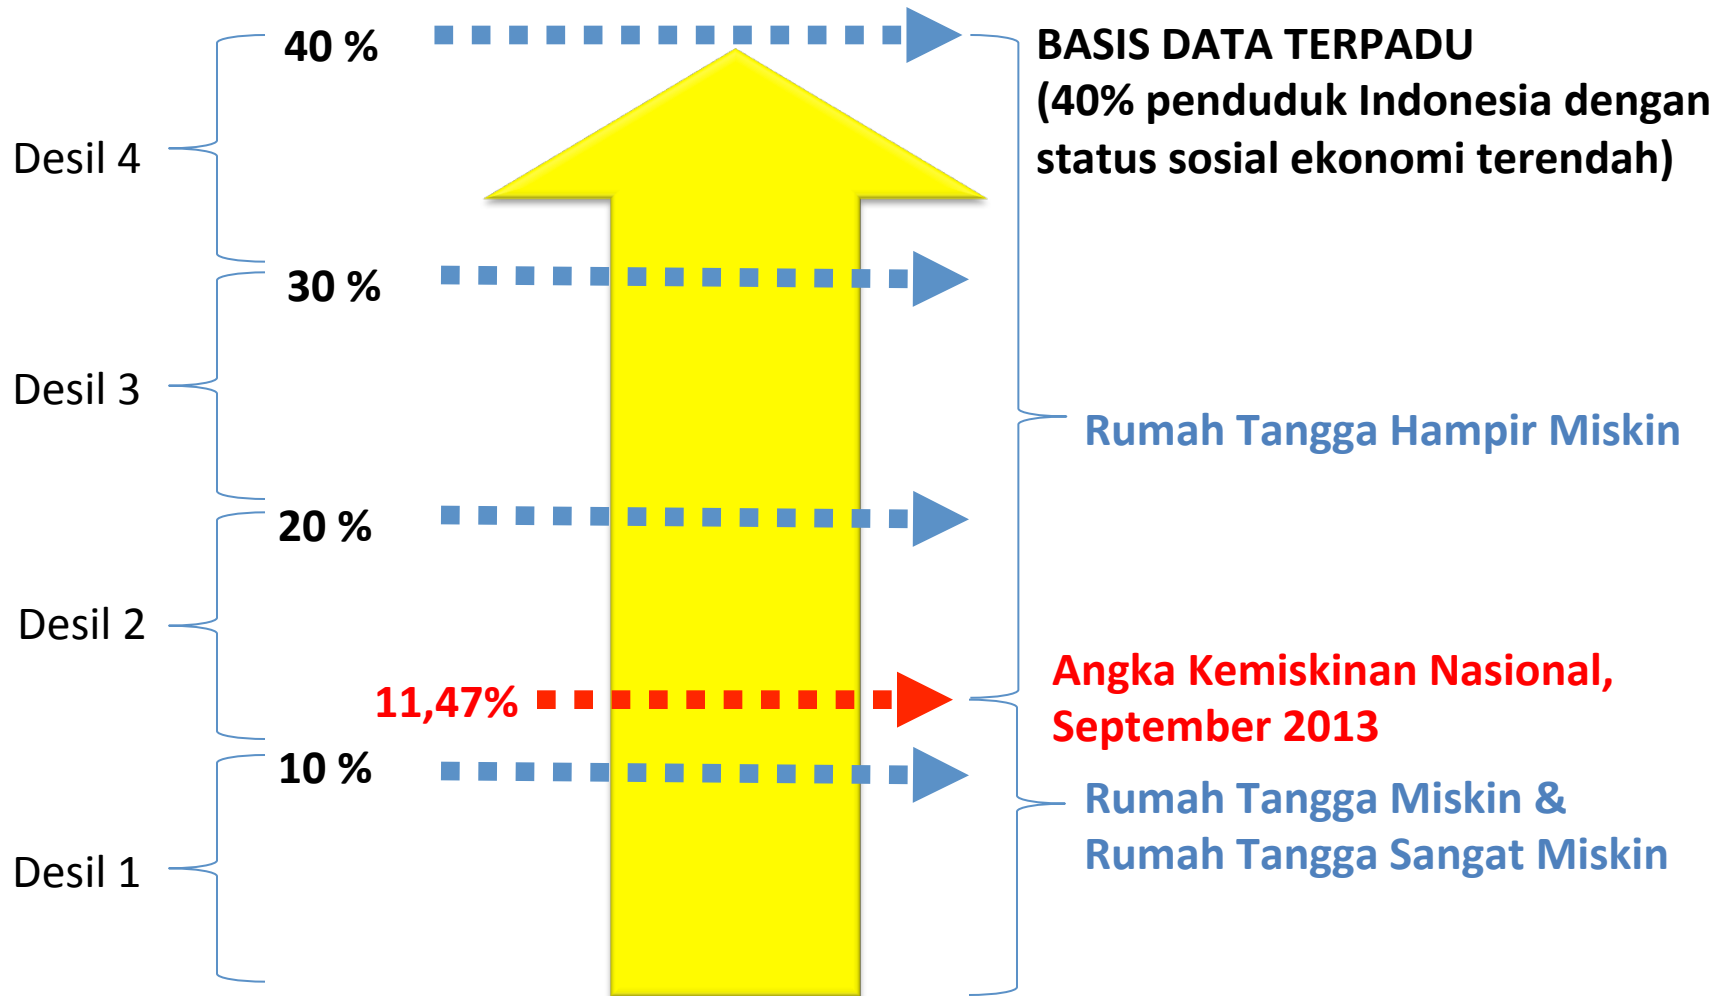 40 %
BASIS DATA TERPADU
(40% penduduk Indonesia dengan
status sosial ekonomi terendah)
Desil 4
30 %
Desil 3
Rumah Tangga Hampir Miskin
20 %
Desil 2
11,47%
Angka Kemiskinan Nasional,
September 2013
10 %
Rumah Tangga Miskin &
Rumah Tangga Sangat Miskin
Desil 1